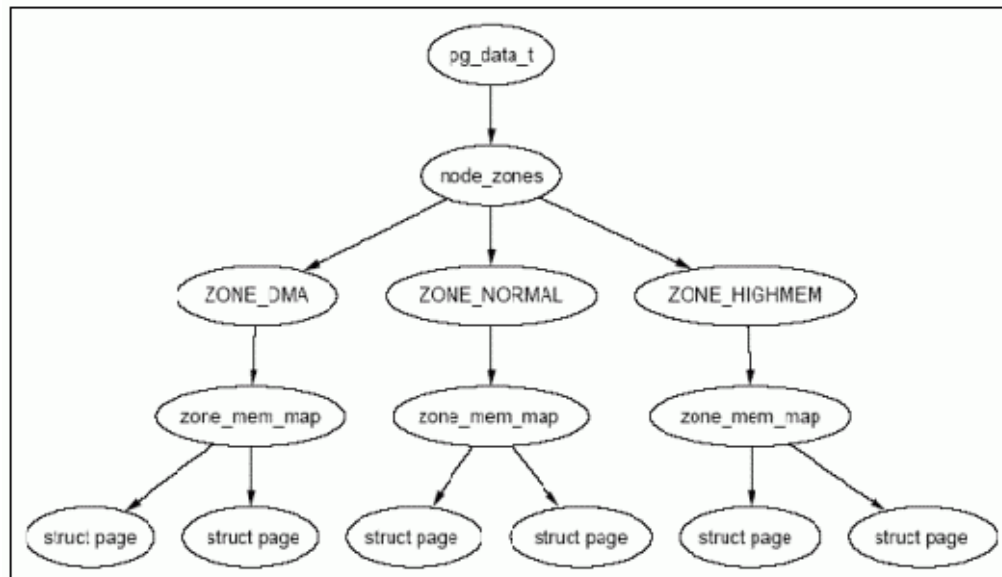 pg_data_t
node_zones
ZONE_DMA ZONE_NORMAL ZONE_HIGHMEM
zone_mem_map zone_mem_map zone_mem_map
struct page struct page struct page struct page struct page struct page